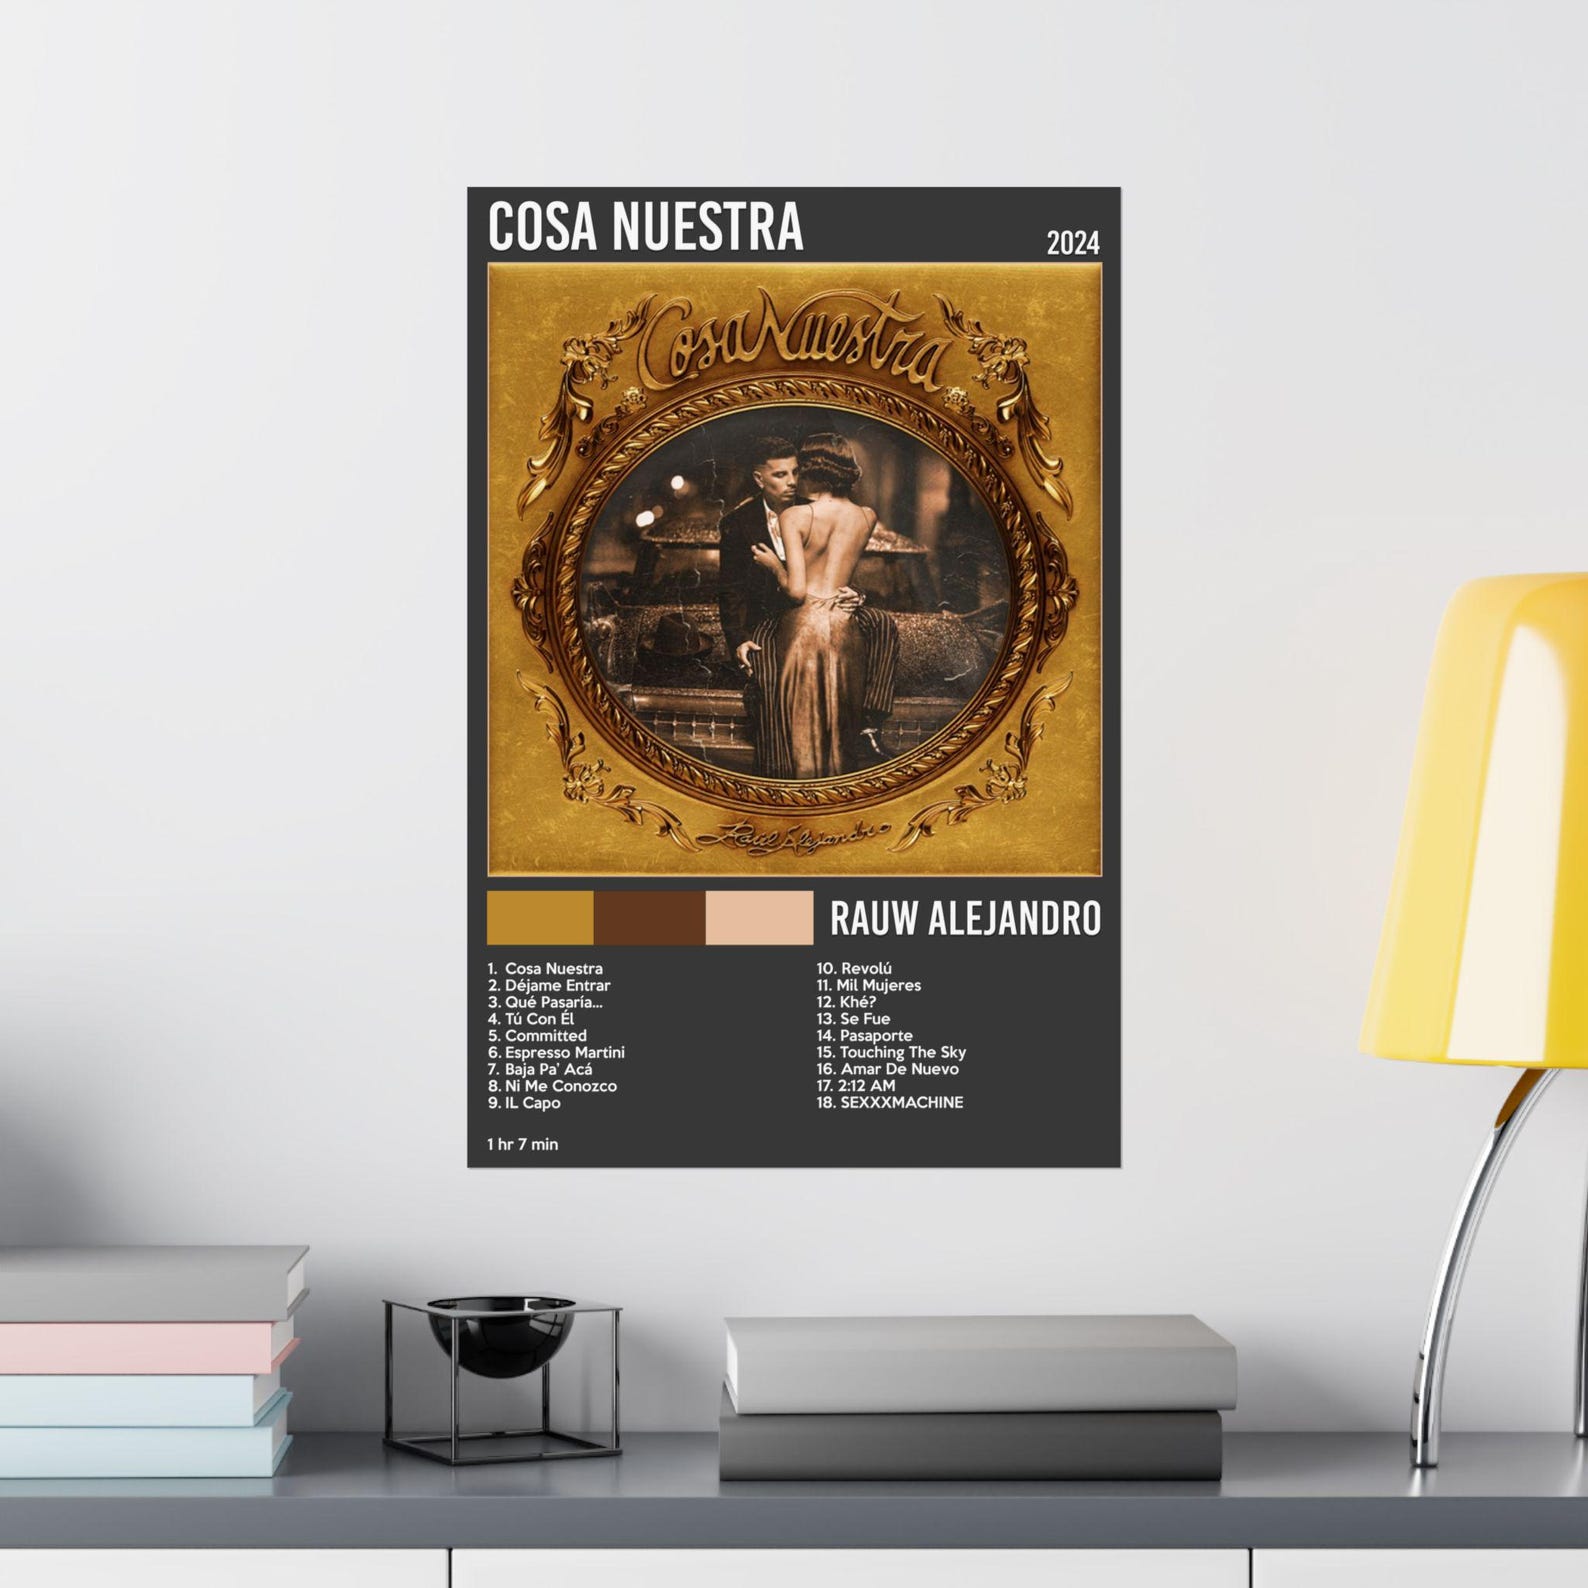 COSA NUESTRA
2024
Cosa Nuestra
Raúl Alejandro
RAUW ALEJANDRO
1. Cosa Nuestra
2. Déjame Entrar
3. Qué Pasaría...
4. Tú Con Él
5. Committed
6. Espresso Martini
7. Baja Pa' Acá
8. Ni Me Conozco
9. IL Capo
10. Revolú
11. Mil Mujeres
12. Khé?
13. Se Fue
14. Pasaporte
15. Touching The Sky
16. Amar De Nuevo
17. 2:12 AM
18. SEXXXMACHINE
1 hr 7 min